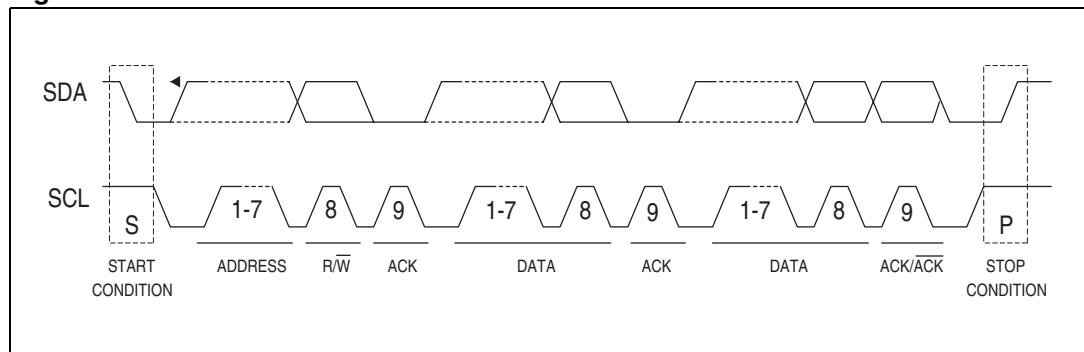 SDA
SCL
S
1-7
8
9
1-7
8
9
1-7
8
9
P
START
CONDITION
ADDRESS
R/W̅
ACK
DATA
ACK
DATA
ACK/A̅C̅K̅
STOP
CONDITION